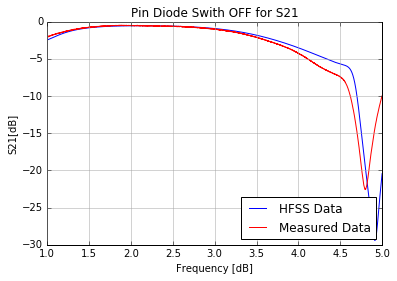 Pin Diode Swith OFF for S21
S21[dB]
0
−5
−10
−15
−20
−25
−30
1.0 1.5 2.0 2.5 3.0 3.5 4.0 4.5 5.0
Frequency [dB]
HFSS Data
Measured Data